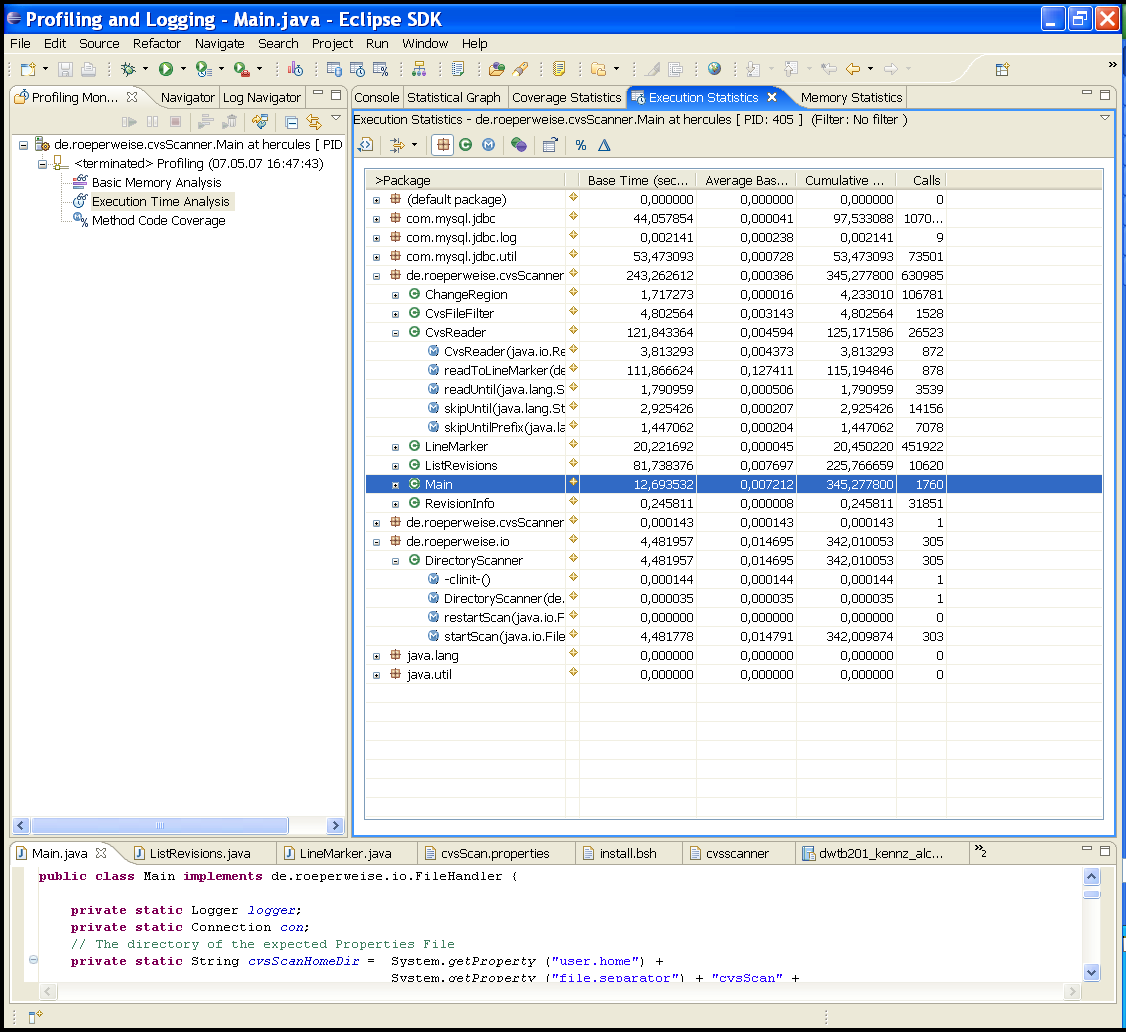 Profiling and Logging - Main.java - Eclipse SDK
File Edit Source Refactor Navigate Search Project Run Window Help
Profiling Mon... Navigator Log Navigator
de.roeperweise.cvsScanner.Main at hercules [ PID
<terminated> Profiling (07.05.07 16:47:43)
Basic Memory Analysis
Execution Time Analysis
Method Code Coverage
Console Statistical Graph Coverage Statistics Execution Statistics Memory Statistics
Execution Statistics - de.roeperweise.cvsScanner.Main at hercules [ PID: 405 ] (Filter: No filter )
>Package Base Time (sec... Average Bas... Cumulative ... Calls
(default package) 0,000000 0,000000 0,000000 0
com.mysql.jdbc 44,057854 0,000041 97,533088 1070...
com.mysql.jdbc.log 0,002141 0,000238 0,002141 9
com.mysql.jdbc.util 53,473093 0,000728 53,473093 73501
de.roeperweise.cvsScanner 243,262612 0,000386 345,277800 630985
ChangeRegion 1,717273 0,000016 4,233010 106781
CvsFileFilter 4,802564 0,003143 4,802564 1528
CvsReader 121,843364 0,004594 125,171586 26523
CvsReader(java.io.Re 3,813293 0,004373 3,813293 872
readToLineMarker(de 111,866624 0,127411 115,194846 878
readUntil(java.lang.S 1,790959 0,000506 1,790959 3539
skipUntil(java.lang.St 2,925426 0,000207 2,925426 14156
skipUntilPrefix(java.la 1,447062 0,000204 1,447062 7078
LineMarker 20,221692 0,000045 20,450220 451922
ListRevisions 81,738376 0,007697 225,766659 10620
Main 12,693532 0,007212 345,277800 1760
RevisionInfo 0,245811 0,000008 0,245811 31851
de.roeperweise.cvsScanner 0,000143 0,000143 0,000143 1
de.roeperweise.io 4,481957 0,014695 342,010053 305
DirectoryScanner 4,481957 0,014695 342,010053 305
-clinit-() 0,000144 0,000144 0,000144 1
DirectoryScanner(de. 0,000035 0,000035 0,000035 1
restartScan(java.io.F 0,000000 0,000000 0,000000 0
startScan(java.io.File 4,481778 0,014791 342,009874 303
java.lang 0,000000 0,000000 0,000000 0
java.util 0,000000 0,000000 0,000000 0
Main.java ListRevisions.java LineMarker.java cvsScan.properties install.bsh cvsscanner dwtb201_kennz_alc... »2
public class Main implements de.roeperweise.io.FileHandler {
private static Logger logger;
private static Connection con;
// The directory of the expected Properties File
private static String cvsScanHomeDir = System.getProperty ("user.home") +
System.getProperty ("file.separator") + "cvsScan" +